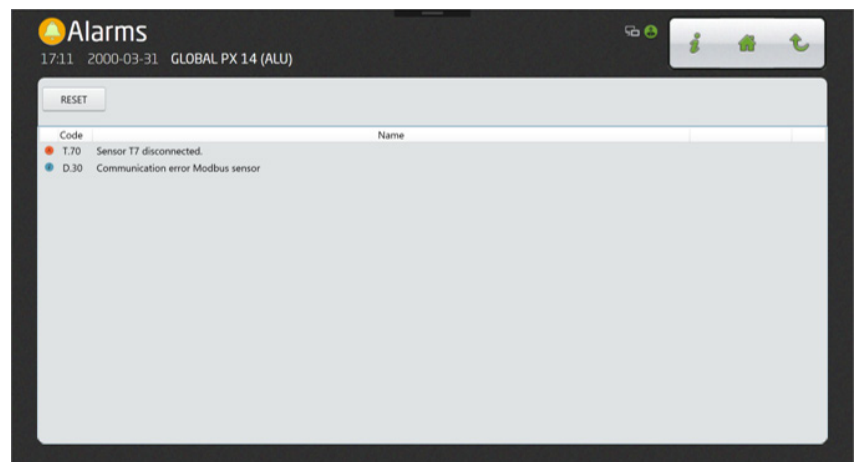 Alarms
17:11 2000-03-31 GLOBAL PX 14 (ALU)
RESET
Code Name
T.70 Sensor T7 disconnected.
D.30 Communication error Modbus sensor